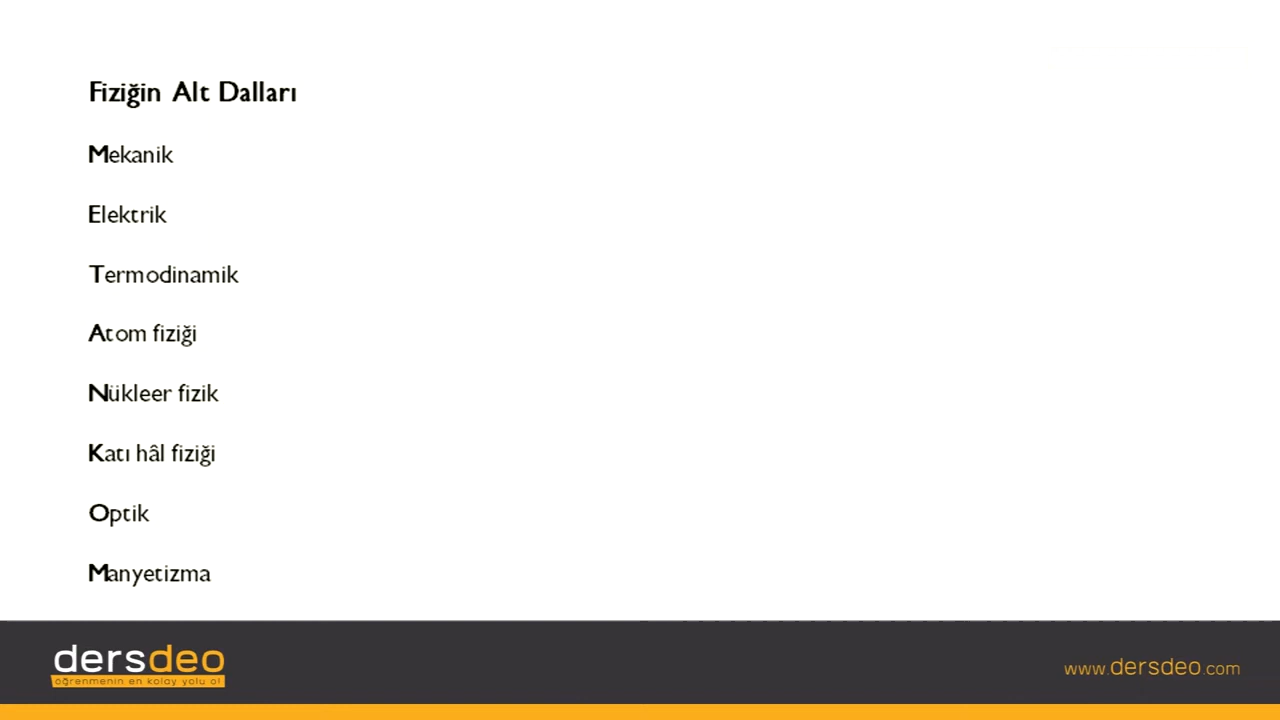 Fiziğin Alt Dalları
Mekanik
Elektrik
Termodinamik
Atom fiziği
Nükleer fizik
Katı hâl fiziği
Optik
Manyetizma
dersdeo
öğrenmenin en kolay yolu o!
www.dersdeo.com